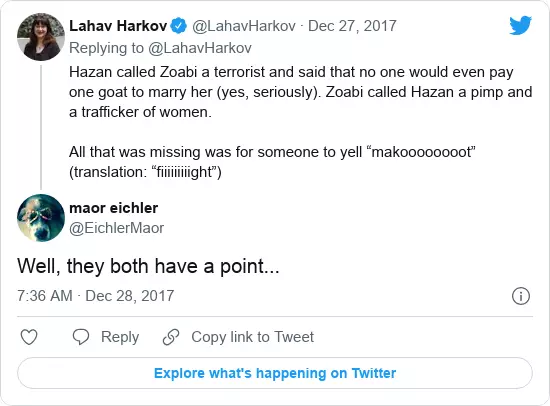 Lahav Harkov @LahavHarkov · Dec 27, 2017
Replying to @LahavHarkov
Hazan called Zoabi a terrorist and said that no one would even pay
one goat to marry her (yes, seriously). Zoabi called Hazan a pimp and
a trafficker of women.
All that was missing was for someone to yell “makoooooooot”
(translation: “fiiiiiiiiight”)
maor eichler
@EichlerMaor
Well, they both have a point...
7:36 AM · Dec 28, 2017
Reply
Copy link to Tweet
Explore what's happening on Twitter